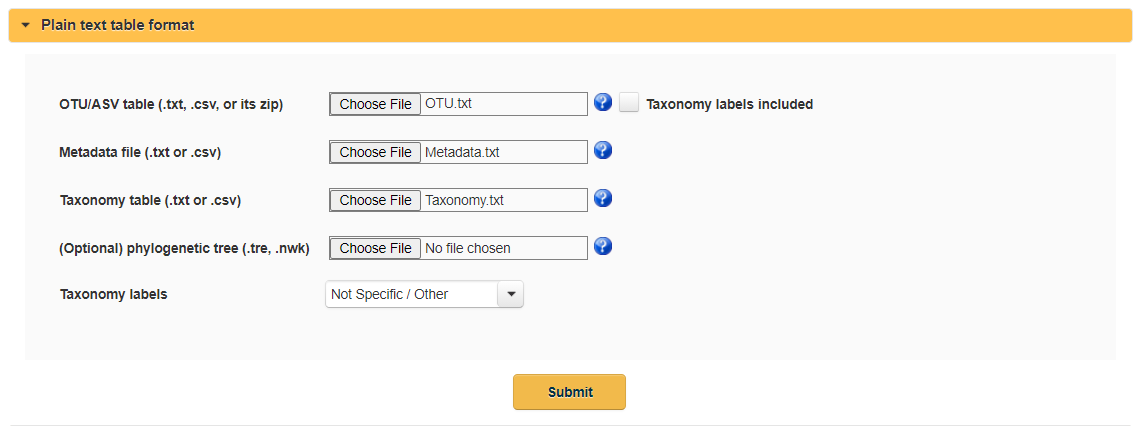 Plain text table format
OTU/ASV table (.txt, .csv, or its zip) Choose File OTU.txt ? Taxonomy labels included
Metadata file (.txt or .csv) Choose File Metadata.txt ?
Taxonomy table (.txt or .csv) Choose File Taxonomy.txt ?
(Optional) phylogenetic tree (.tre, .nwk) Choose File No file chosen ?
Taxonomy labels Not Specific / Other
Submit